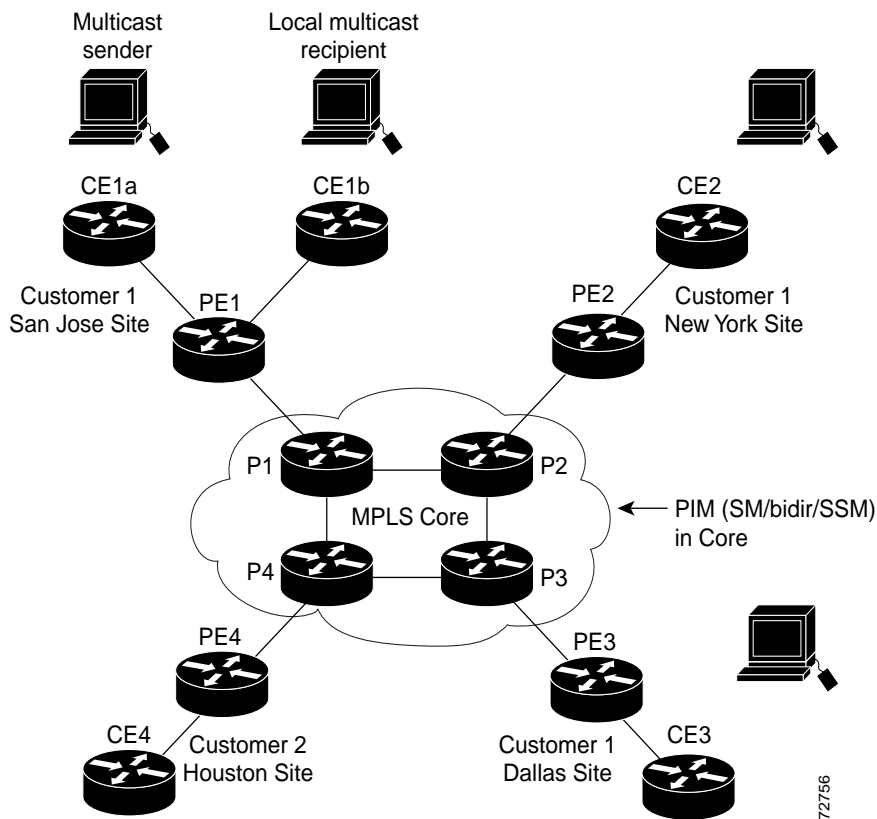 Multicast
sender
Local multicast
recipient
CE1a
CE1b
CE2
Customer 1
San Jose Site
PE1
PE2
Customer 1
New York Site
P1
P2
MPLS Core
PIM (SM/bidir/SSM)
in Core
P4
P3
PE4
PE3
CE4
Customer 2
Houston Site
Customer 1
Dallas Site
CE3
72756